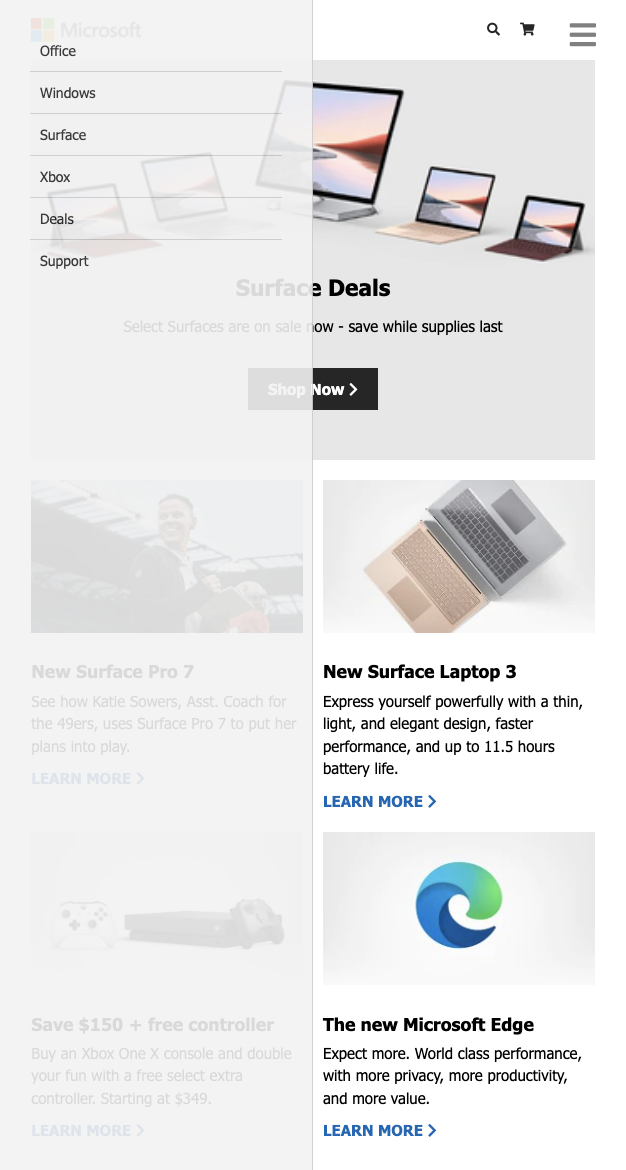 Microsoft
Office
Windows
Surface
Xbox
Deals
Support
Surface Deals
Select Surfaces are on sale now - save while supplies last
Shop Now
New Surface Pro 7
See how Katie Sowers, Asst. Coach for
the 49ers, uses Surface Pro 7 to put her
plans into play.
LEARN MORE
New Surface Laptop 3
Express yourself powerfully with a thin,
light, and elegant design, faster
performance, and up to 11.5 hours
battery life.
LEARN MORE
Save $150 + free controller
Buy an Xbox One X console and double
your fun with a free select extra
controller. Starting at $349.
LEARN MORE
The new Microsoft Edge
Expect more. World class performance,
with more privacy, more productivity,
and more value.
LEARN MORE